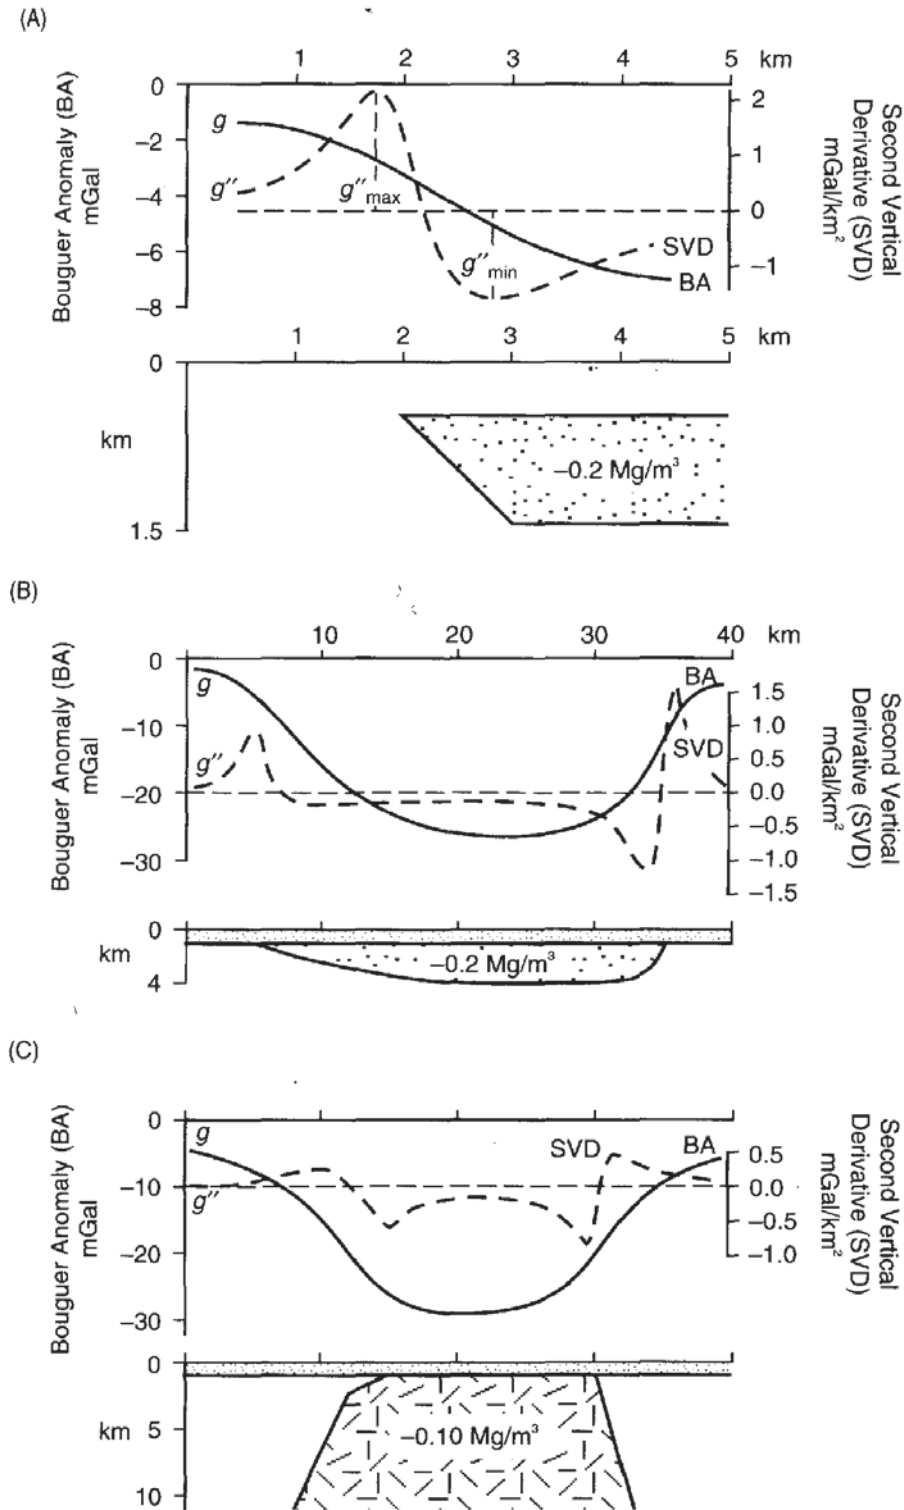 (A)
1 2 3 4 5 km
0
−2
−4
−6
−8
Bouguer Anomaly (BA)
mGal
g
g″
g″max
g″min
SVD
BA
2
1
0
−1
Second Vertical
Derivative (SVD)
mGal/km²
1 2 3 4 5 km
0
km
1.5
−0.2 Mg/m³
(B)
10 20 30 40 km
0
−10
−20
−30
Bouguer Anomaly (BA)
mGal
g
g″
BA
SVD
1.5
1.0
0.5
0.0
−0.5
−1.0
−1.5
Second Vertical
Derivative (SVD)
mGal/km²
0
km
4
−0.2 Mg/m³
(C)
0
−10
−20
−30
Bouguer Anomaly (BA)
mGal
g
g″
SVD
BA
0.5
0.0
−0.5
−1.0
Second Vertical
Derivative (SVD)
mGal/km²
0
km
5
10
−0.10 Mg/m³